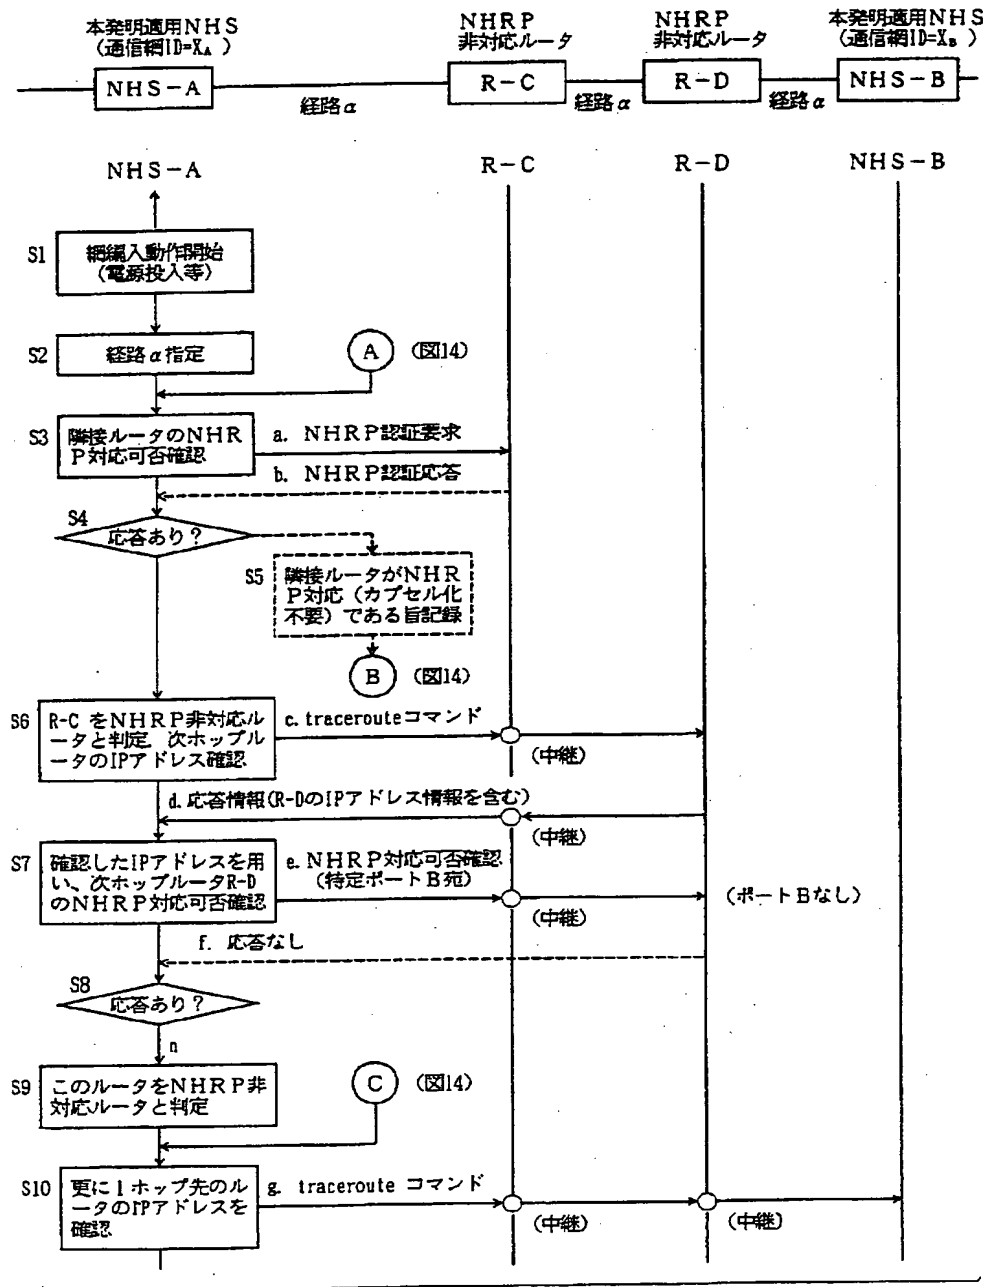 本発明適用NHS
(通信網ID=XA )
NHRP
非対応ルータ
NHRP
非対応ルータ
本発明適用NHS
(通信網ID=XB )
NHS-A
R-C
R-D
NHS-B
経路α
経路α
経路α
NHS-A
R-C
R-D
NHS-B
S1
網編入動作開始
(電源投入等)
S2
経路α指定
A
(図14)
S3
隣接ルータのNHR
P対応可否確認
a. NHRP認証要求
b. NHRP認証応答
S4
応答あり?
S5
隣接ルータがNHR
P対応(カプセル化
不要)である旨記録
B
(図14)
S6
R-C をNHRP非対応ル
ータと判定、次ホップル
ータのIPアドレス確認
c. tracerouteコマンド
(中継)
d. 応答情報(R-DのIPアドレス情報を含む)
(中継)
S7
確認したIPアドレスを用
い、次ホップルータR-D
のNHRP対応可否確認
e. NHRP対応可否確認
(特定ポートB宛)
(中継)
(ポートBなし)
f. 応答なし
S8
応答あり?
n
S9
このルータをNHRP非
対応ルータと判定
C
(図14)
S10
更に1ホップ先のル
ータのIPアドレスを
確認
g. traceroute コマンド
(中継)
(中継)